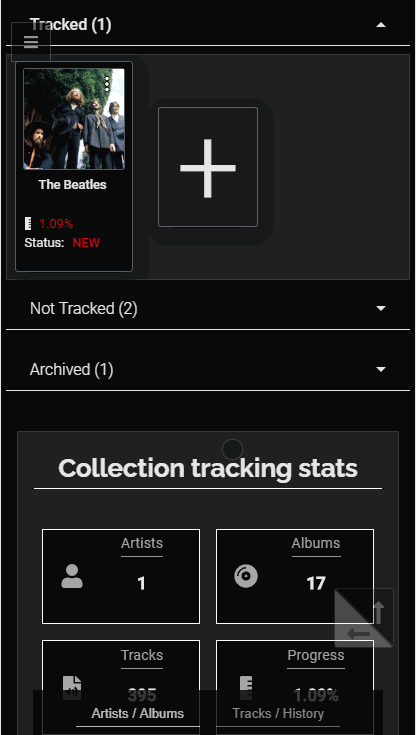 Tracked (1)
The Beatles
1.09%
Status: NEW
Not Tracked (2)
Archived (1)
Collection tracking stats
Artists
1
Albums
17
Tracks
395
Progress
1.09%
Artists / Albums
Tracks / History